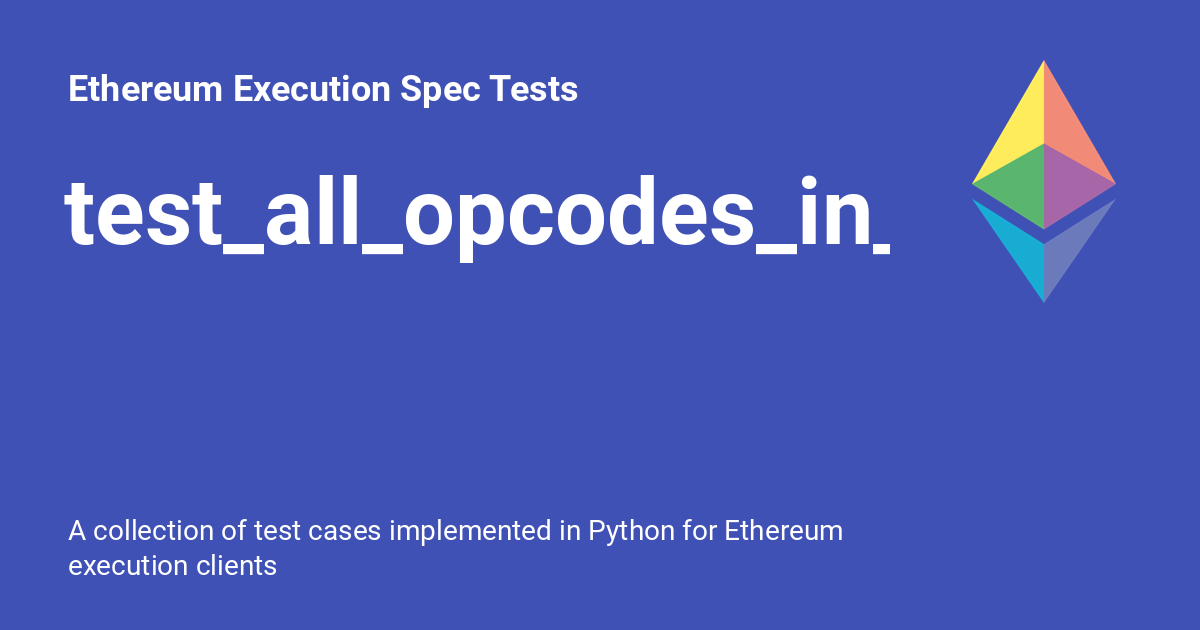 Ethereum Execution Spec Tests
test_all_opcodes_in_
A collection of test cases implemented in Python for Ethereum
execution clients